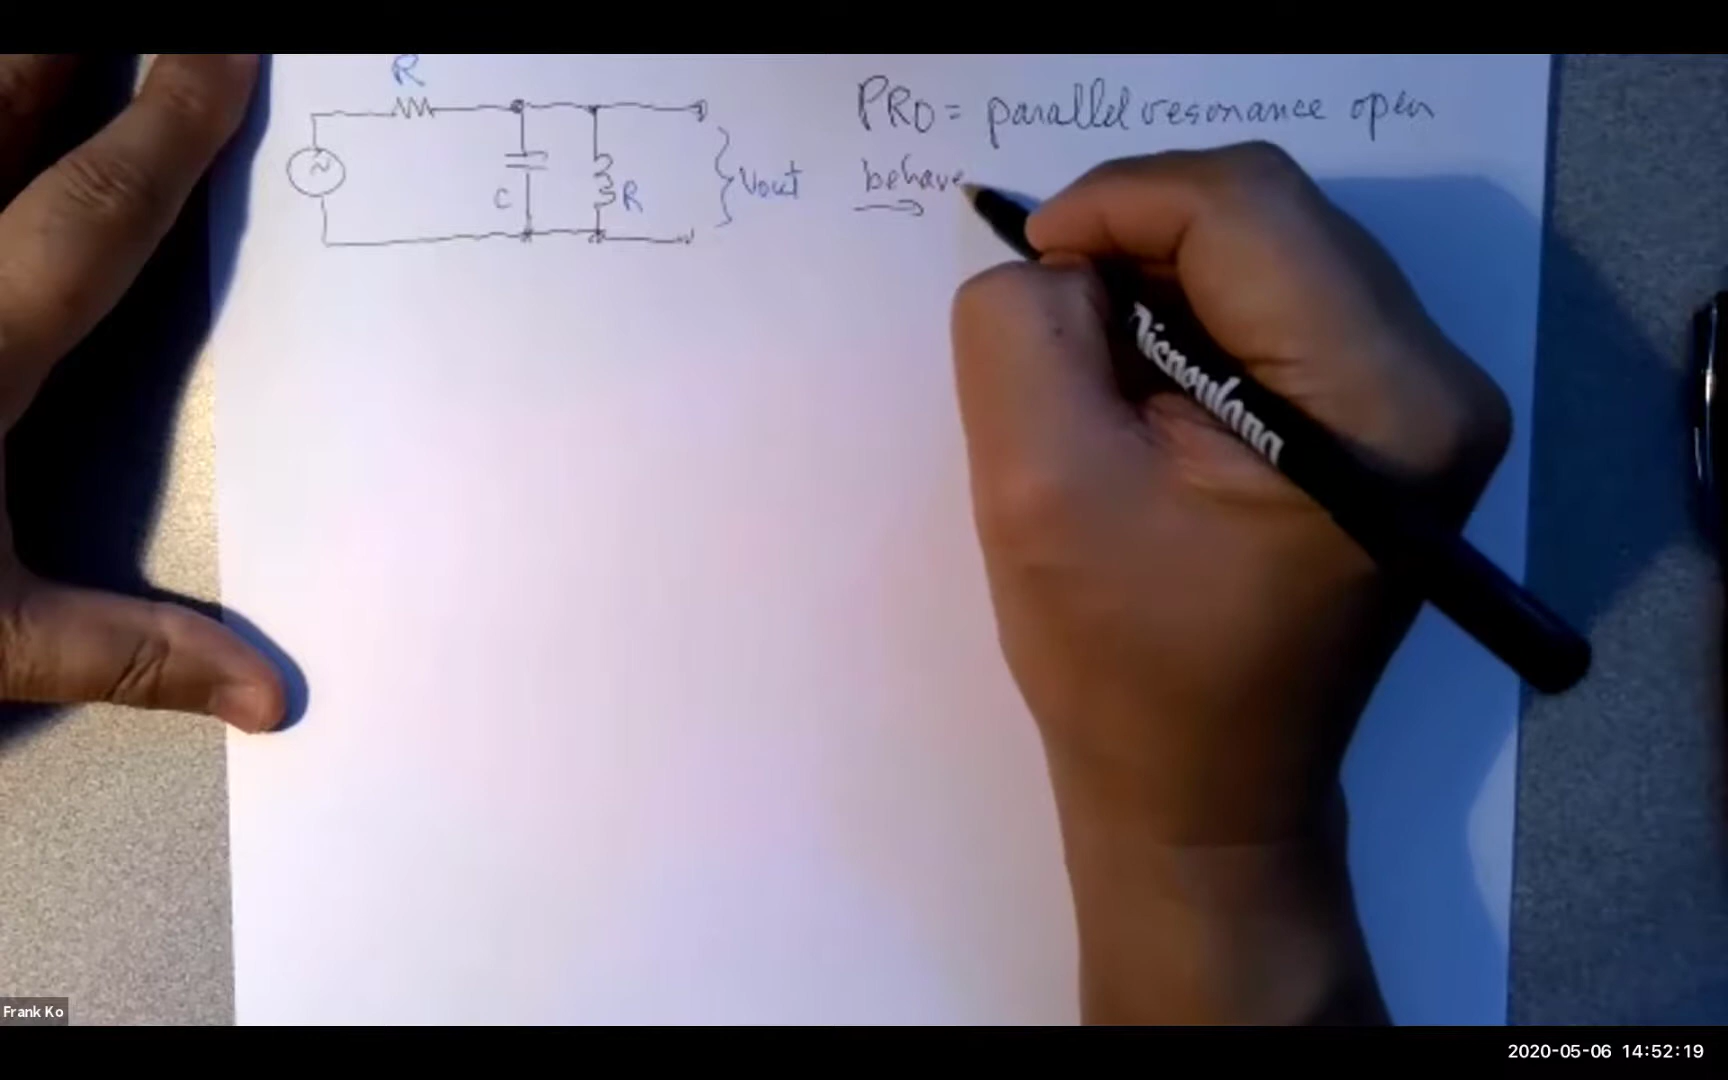 R
PRO = parallel resonance open
C
R
Vout
behave
Frank Ko
2020-05-06 14:52:19